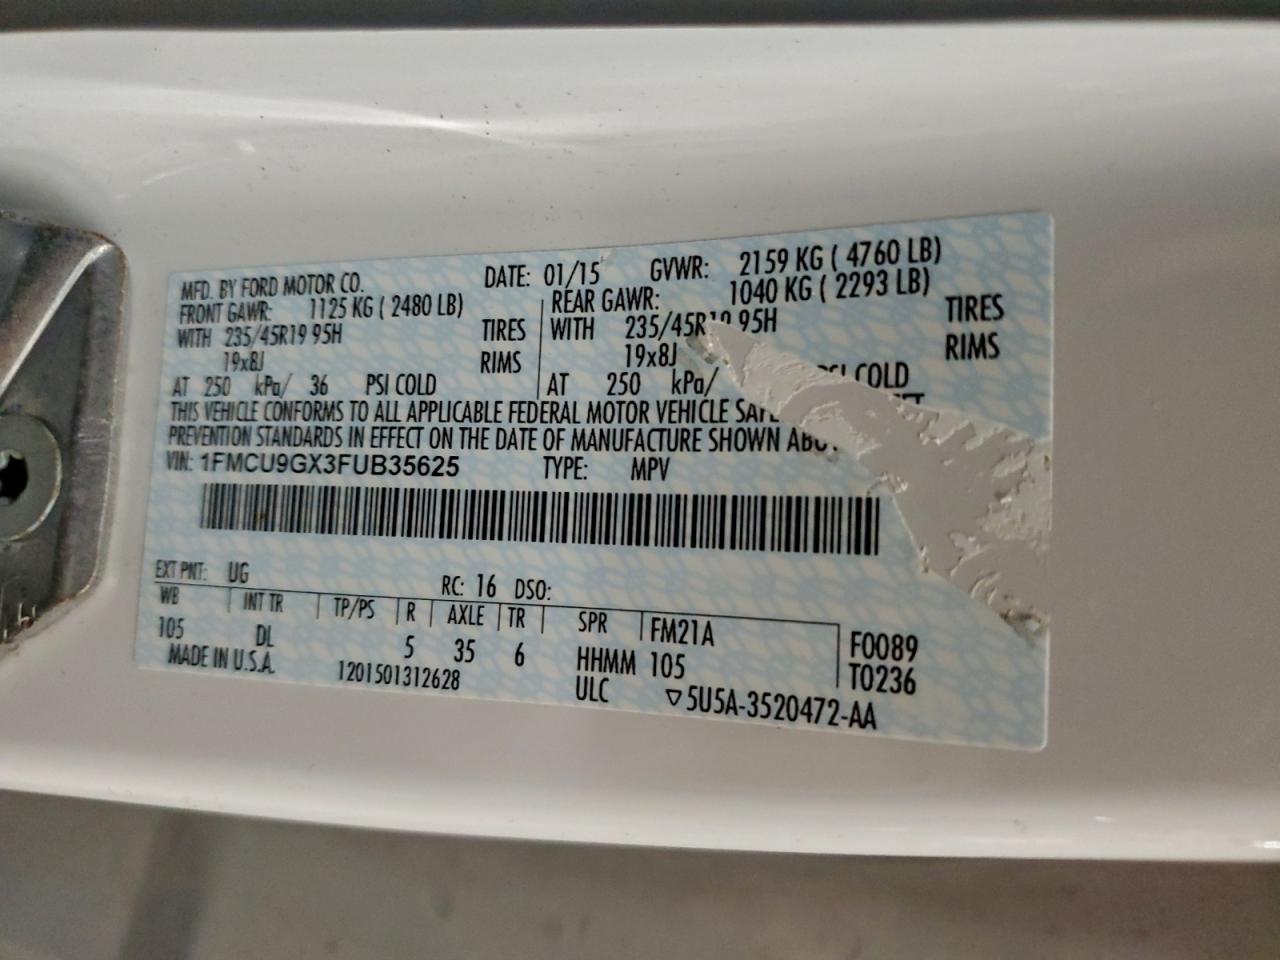 MFD. BY FORD MOTOR CO. DATE: 01/15 GVWR: 2159 KG ( 4760 LB)
FRONT GAWR: 1125 KG ( 2480 LB) REAR GAWR: 1040 KG ( 2293 LB)
WITH 235/45R19 95H TIRES WITH 235/45R19 95H TIRES
19x8J RIMS 19x8J RIMS
AT 250 kPa/ 36 PSI COLD AT 250 kPa/ PSI COLD
THIS VEHICLE CONFORMS TO ALL APPLICABLE FEDERAL MOTOR VEHICLE
PREVENTION STANDARDS IN EFFECT ON THE DATE OF MANUFACTURE SHOWN
VIN: 1FMCU9GX3FUB35625 TYPE: MPV
EXT PNT: UG RC: 16 DSO:
WB INT TR TP/PS R AXLE TR SPR FM21A F0089
105 DL 5 35 6 HHMM 105 T0236
MADE IN U.S.A. 1201501312628 ULC ▽5U5A-3520472-AA